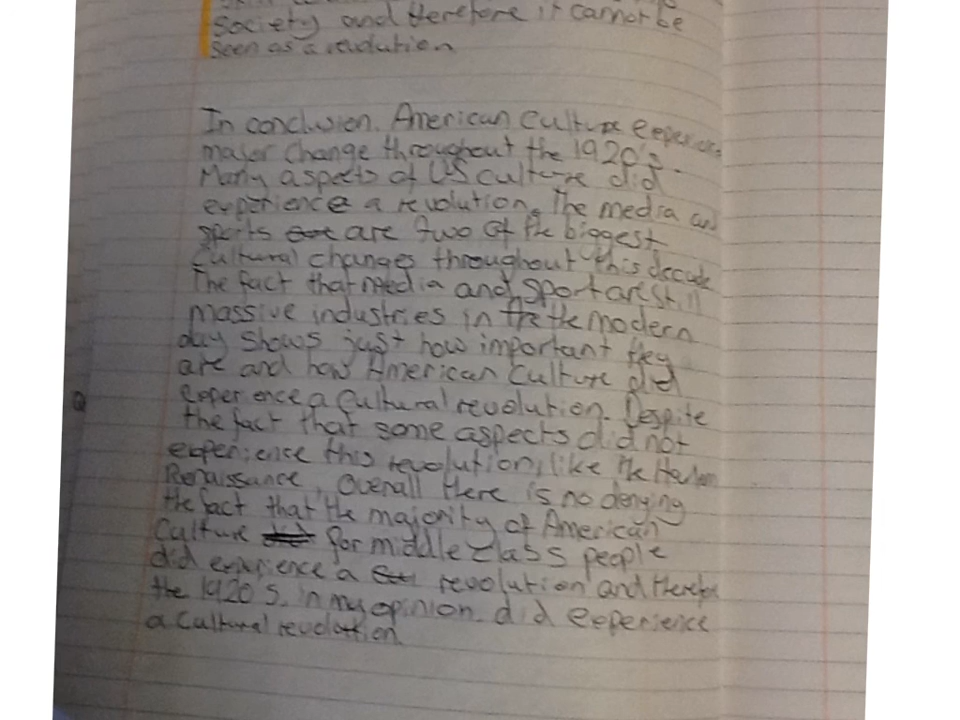 society and therefore it cannot be
seen as a revolution
In conclusion. American culture experience
major change throughout the 1920's.
Many aspects of US culture did
experience a revolution. The media and
sports are two of the biggest
cultural changes throughout this decade
The fact that media and sport are still
massive industries in the the modern
day shows just how important they
are and how American culture did
experience a cultural revolution. Despite
the fact that some aspects did not
experience this revolution, like the Harlem
Renaissance, Overall there is no denying
the fact that the majority of American
Culture for middle class people
did experience a revolution and therefore
the 1920s, in my opinion, did experience
a cultural revolution